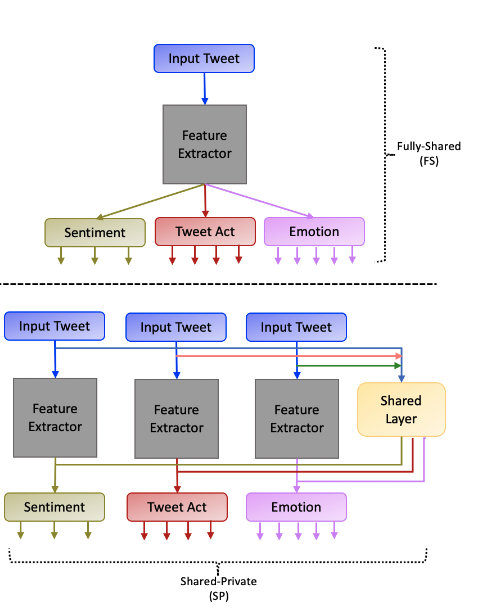 Input Tweet
Feature
Extractor
Fully-Shared
(FS)
Sentiment
Tweet Act
Emotion
Input Tweet
Input Tweet
Input Tweet
Feature
Extractor
Feature
Extractor
Feature
Extractor
Shared
Layer
Sentiment
Tweet Act
Emotion
Shared-Private
(SP)